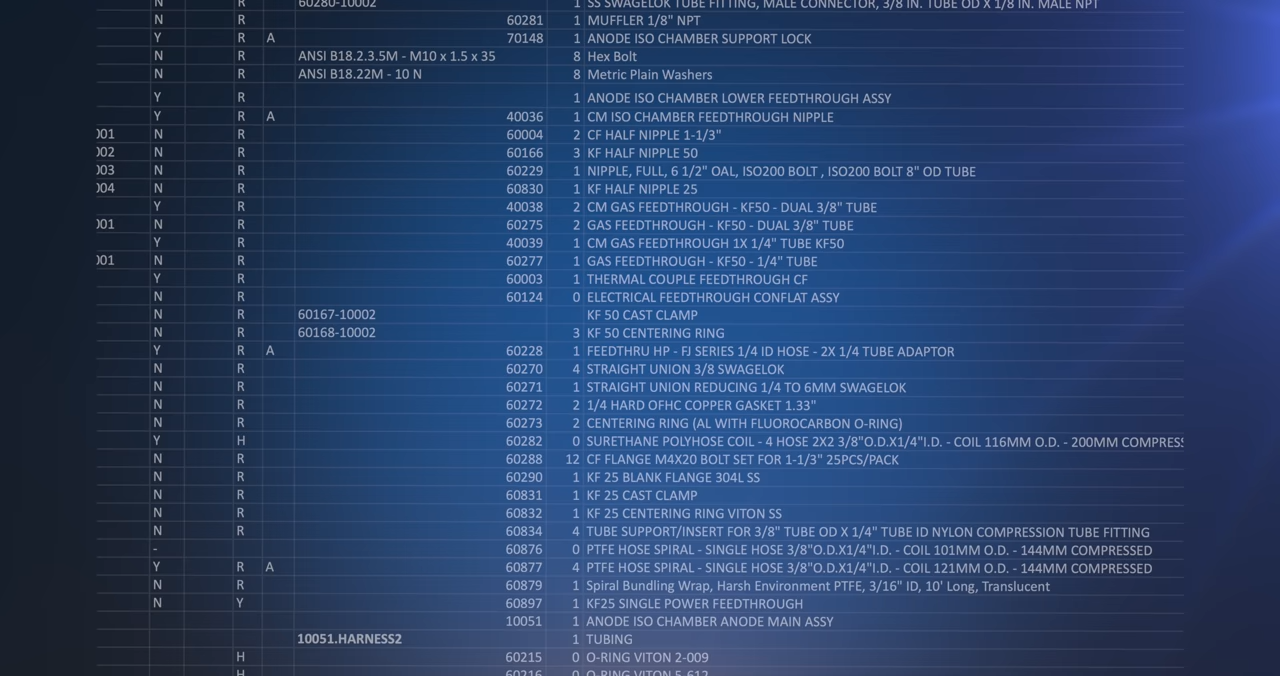 N R 60280-10002 1 SS SWAGELOK TUBE FITTING, MALE CONNECTOR, 3/8 IN. TUBE OD X 1/8 IN. MALE NPT
N R 60281 1 MUFFLER 1/8" NPT
Y R A 70148 1 ANODE ISO CHAMBER SUPPORT LOCK
N R ANSI B18.2.3.5M - M10 x 1.5 x 35 8 Hex Bolt
N R ANSI B18.22M - 10 N 8 Metric Plain Washers
Y R 1 ANODE ISO CHAMBER LOWER FEEDTHROUGH ASSY
Y R A 40036 1 CM ISO CHAMBER FEEDTHROUGH NIPPLE
001 N R 60004 2 CF HALF NIPPLE 1-1/3"
002 N R 60166 3 KF HALF NIPPLE 50
003 N R 60229 1 NIPPLE, FULL, 6 1/2" OAL, ISO200 BOLT , ISO200 BOLT 8" OD TUBE
004 N R 60830 1 KF HALF NIPPLE 25
Y R 40038 2 CM GAS FEEDTHROUGH - KF50 - DUAL 3/8" TUBE
001 N R 60275 2 GAS FEEDTHROUGH - KF50 - DUAL 3/8" TUBE
Y R 40039 1 CM GAS FEEDTHROUGH 1X 1/4" TUBE KF50
001 N R 60277 1 GAS FEEDTHROUGH - KF50 - 1/4" TUBE
Y R 60003 1 THERMAL COUPLE FEEDTHROUGH CF
N R 60124 0 ELECTRICAL FEEDTHROUGH CONFLAT ASSY
N R 60167-10002 KF 50 CAST CLAMP
N R 60168-10002 3 KF 50 CENTERING RING
Y R A 60228 1 FEEDTHRU HP - FJ SERIES 1/4 ID HOSE - 2X 1/4 TUBE ADAPTOR
N R 60270 4 STRAIGHT UNION 3/8 SWAGELOK
N R 60271 1 STRAIGHT UNION REDUCING 1/4 TO 6MM SWAGELOK
N R 60272 2 1/4 HARD OFHC COPPER GASKET 1.33"
N R 60273 2 CENTERING RING (AL WITH FLUOROCARBON O-RING)
Y H 60282 0 SURETHANE POLYHOSE COIL - 4 HOSE 2X2 3/8"O.D.X1/4"I.D. - COIL 116MM O.D. - 200MM COMPRESS
N R 60288 12 CF FLANGE M4X20 BOLT SET FOR 1-1/3" 25PCS/PACK
N R 60290 1 KF 25 BLANK FLANGE 304L SS
N R 60831 1 KF 25 CAST CLAMP
N R 60832 1 KF 25 CENTERING RING VITON SS
N R 60834 4 TUBE SUPPORT/INSERT FOR 3/8" TUBE OD X 1/4" TUBE ID NYLON COMPRESSION TUBE FITTING
- 60876 0 PTFE HOSE SPIRAL - SINGLE HOSE 3/8"O.D.X1/4"I.D. - COIL 101MM O.D. - 144MM COMPRESSED
Y R A 60877 4 PTFE HOSE SPIRAL - SINGLE HOSE 3/8"O.D.X1/4"I.D. - COIL 121MM O.D. - 144MM COMPRESSED
N R 60879 1 Spiral Bundling Wrap, Harsh Environment PTFE, 3/16" ID, 10' Long, Translucent
N Y 60897 1 KF25 SINGLE POWER FEEDTHROUGH
10051 1 ANODE ISO CHAMBER ANODE MAIN ASSY
10051.HARNESS2 1 TUBING
H 60215 0 O-RING VITON 2-009
H 60216 0 O-RING VITON 5-612